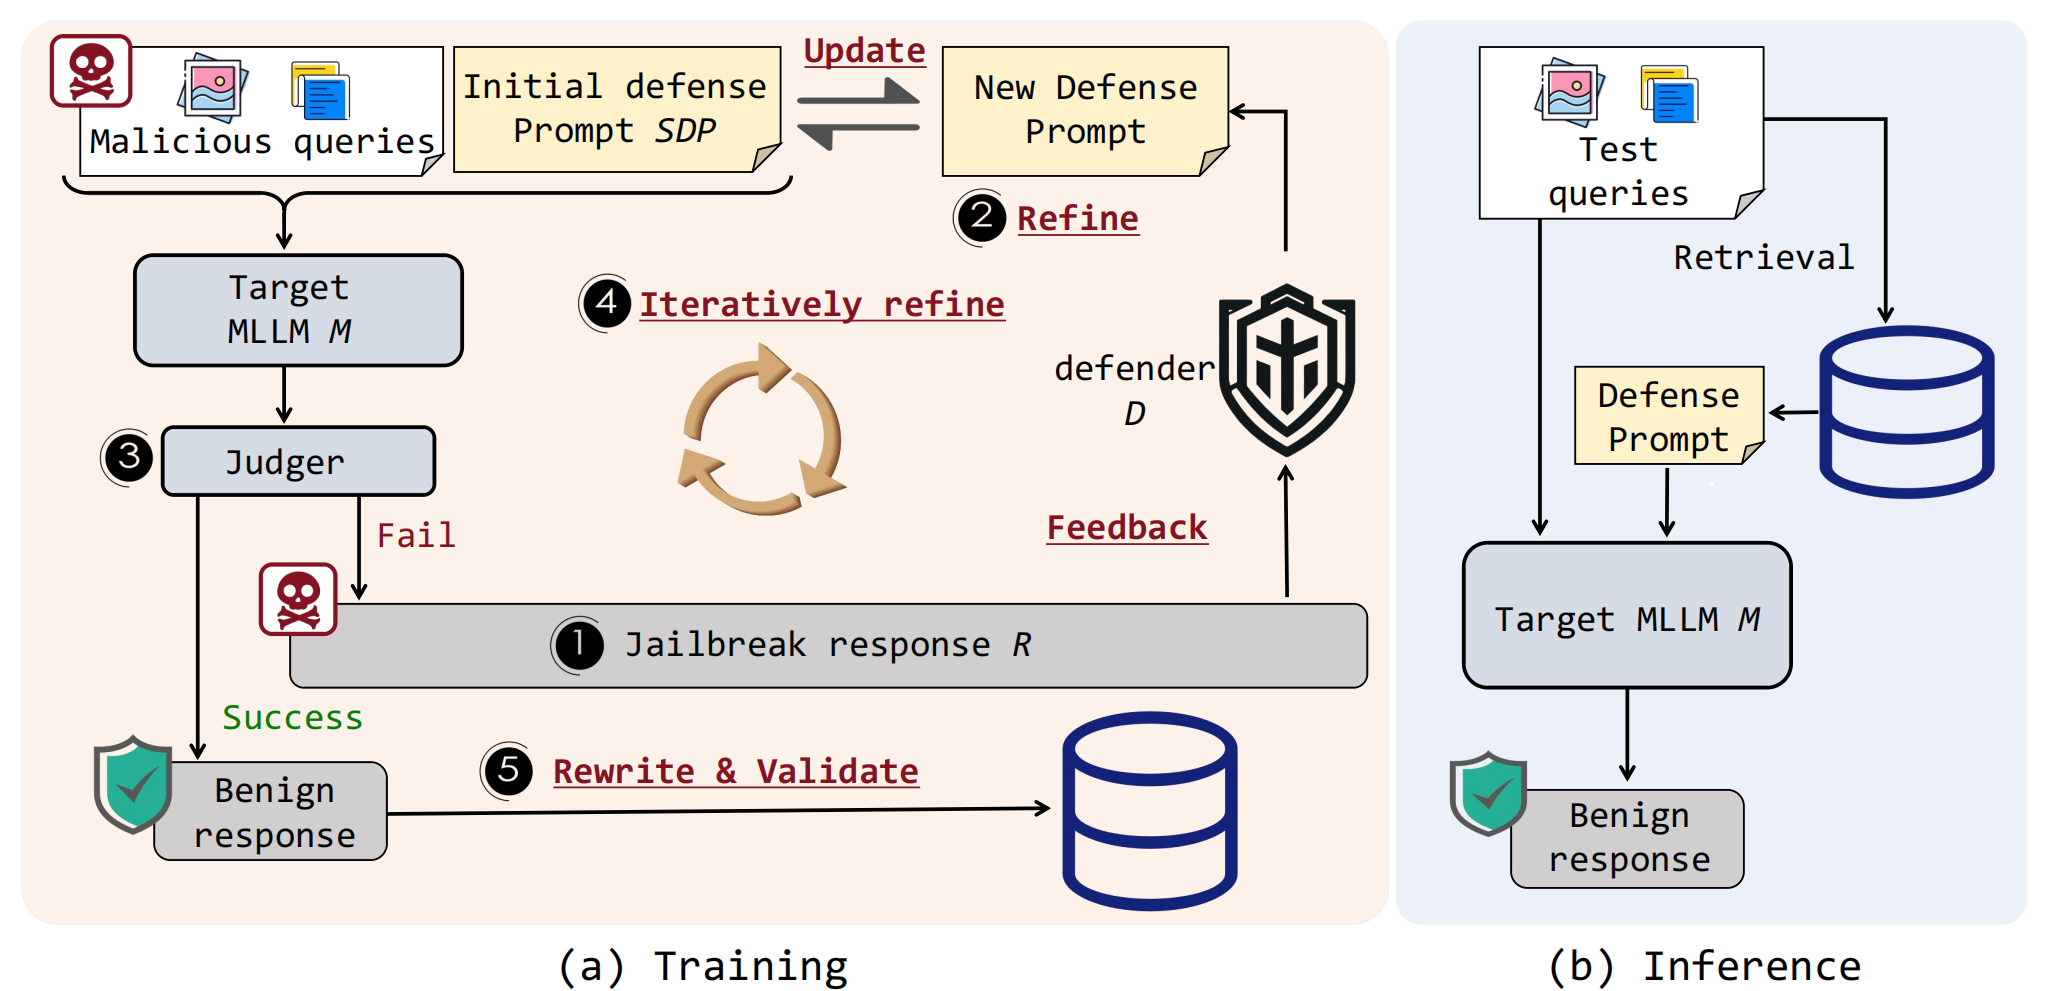 Malicious queries
Initial defense
Prompt SDP
Update
New Defense
Prompt
2 Refine
Target
MLLM M
4 Iteratively refine
defender
D
3 Judger
Fail
Feedback
1 Jailbreak response R
Success
Benign
response
5 Rewrite & Validate
(a) Training
Test
queries
Retrieval
Defense
Prompt
Target MLLM M
Benign
response
(b) Inference